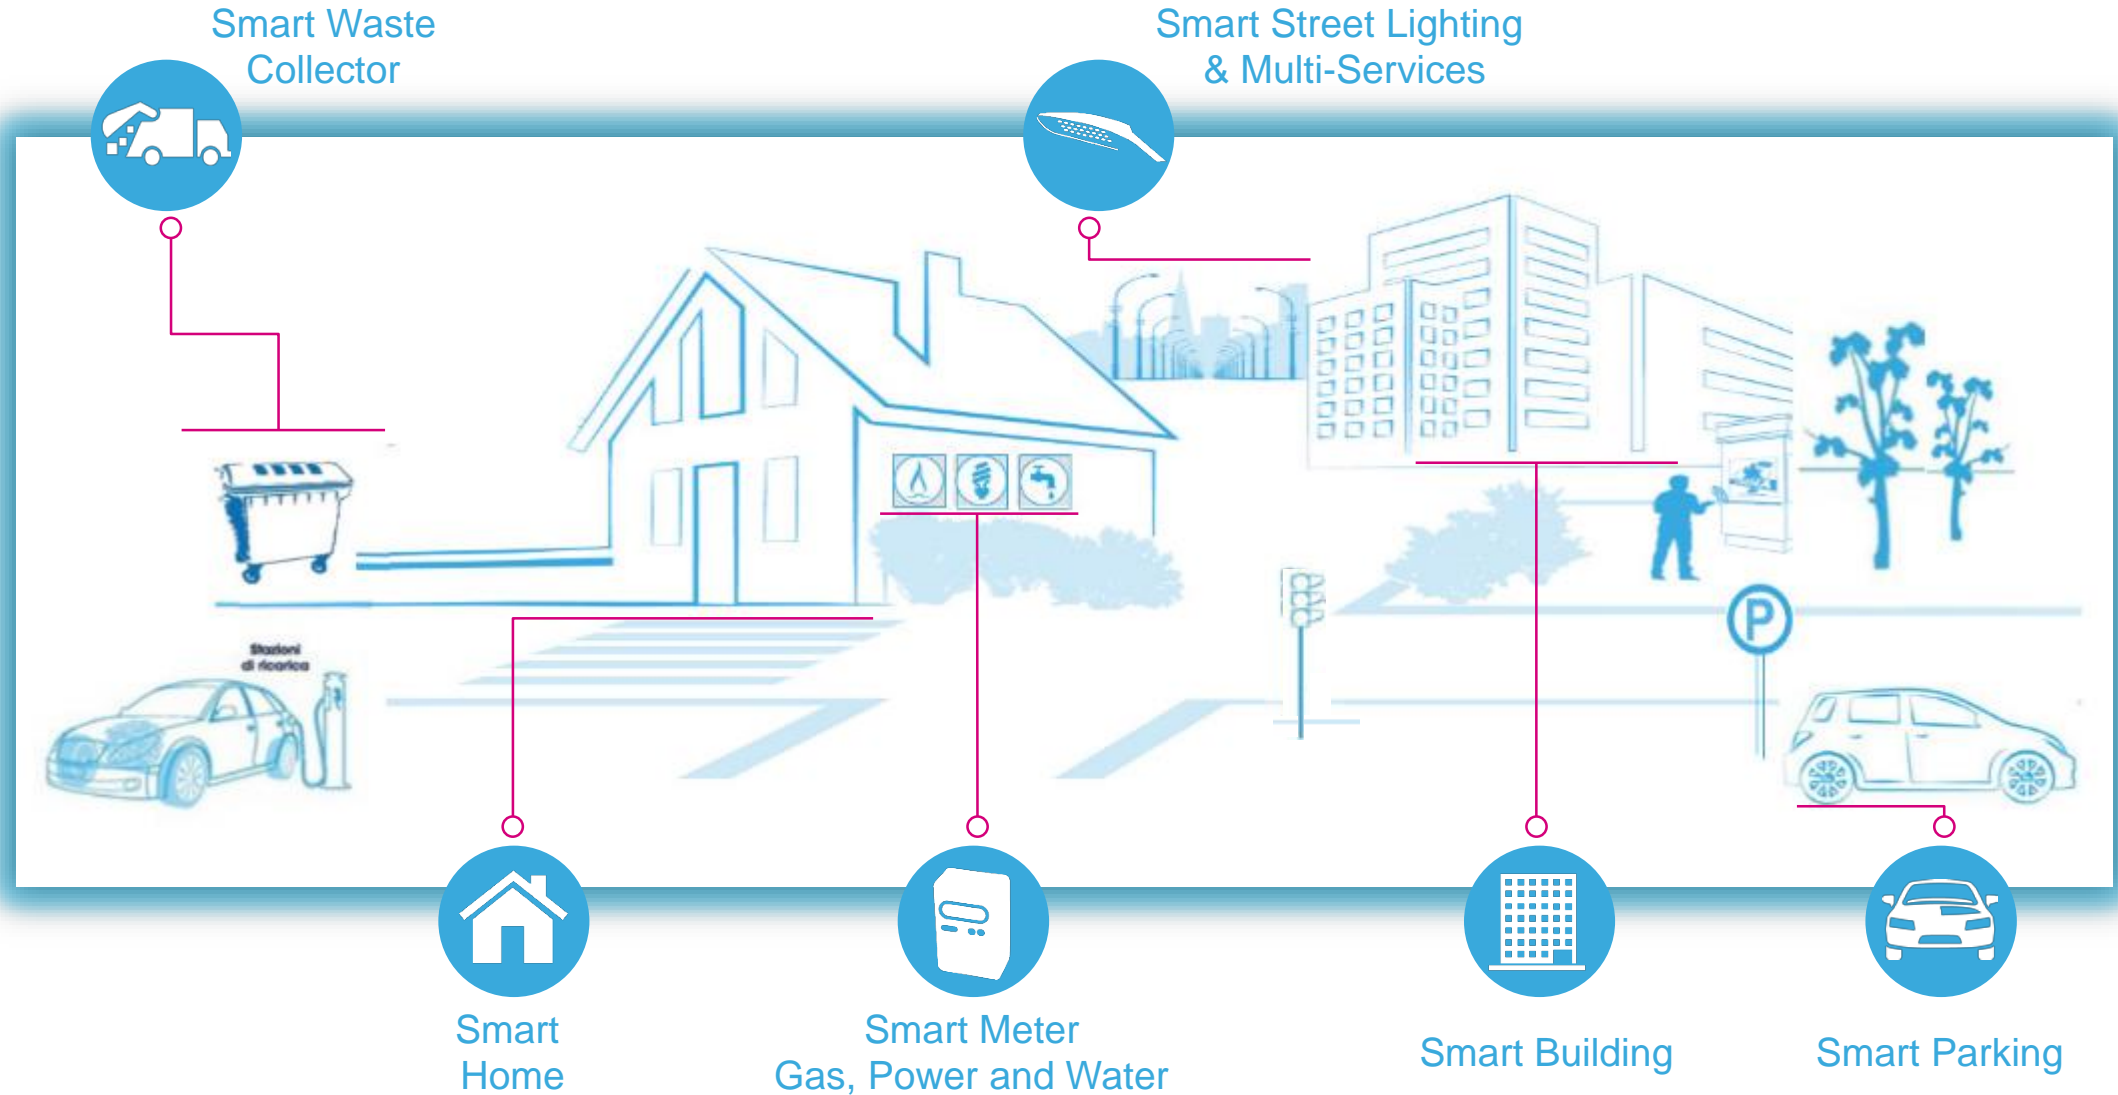 Smart Waste
Collector
Smart Street Lighting
& Multi-Services
Stazioni
di ricarica
P
Smart
Home
Smart Meter
Gas, Power and Water
Smart Building
Smart Parking